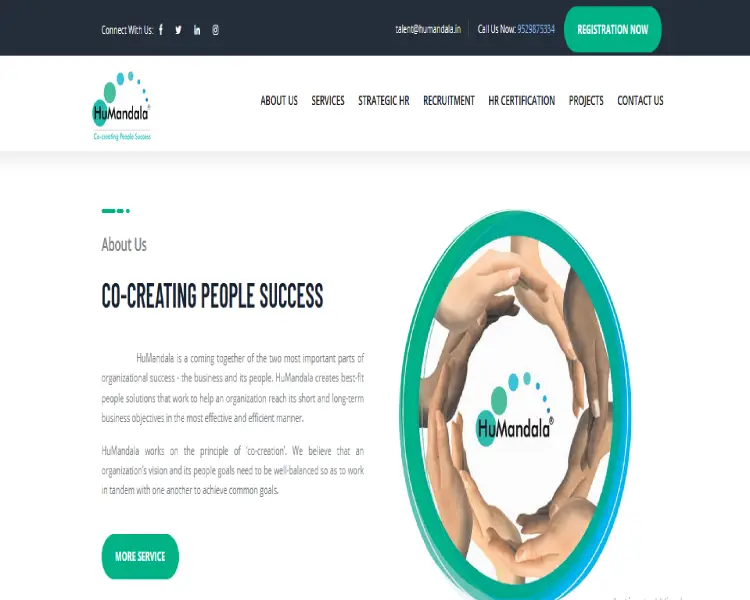 Connect With Us:
talent@humandala.in
Call Us Now: 9529875334
REGISTRATION NOW
HuMandala®
Co-creating People Success
ABOUT US
SERVICES
STRATEGIC HR
RECRUITMENT
HR CERTIFICATION
PROJECTS
CONTACT US
About Us
CO-CREATING PEOPLE SUCCESS
HuMandala is a coming together of the two most important parts of
organizational success - the business and its people. HuMandala creates best-fit
people solutions that work to help an organization reach its short and long-term
business objectives in the most effective and efficient manner.
HuMandala works on the principle of 'co-creation'. We believe that an
organization's vision and its people goals need to be well-balanced so as to work
in tandem with one another to achieve common goals.
MORE SERVICE
HuMandala®